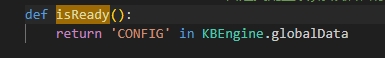 def isReady():
    return 'CONFIG' in KBEngine.globalData